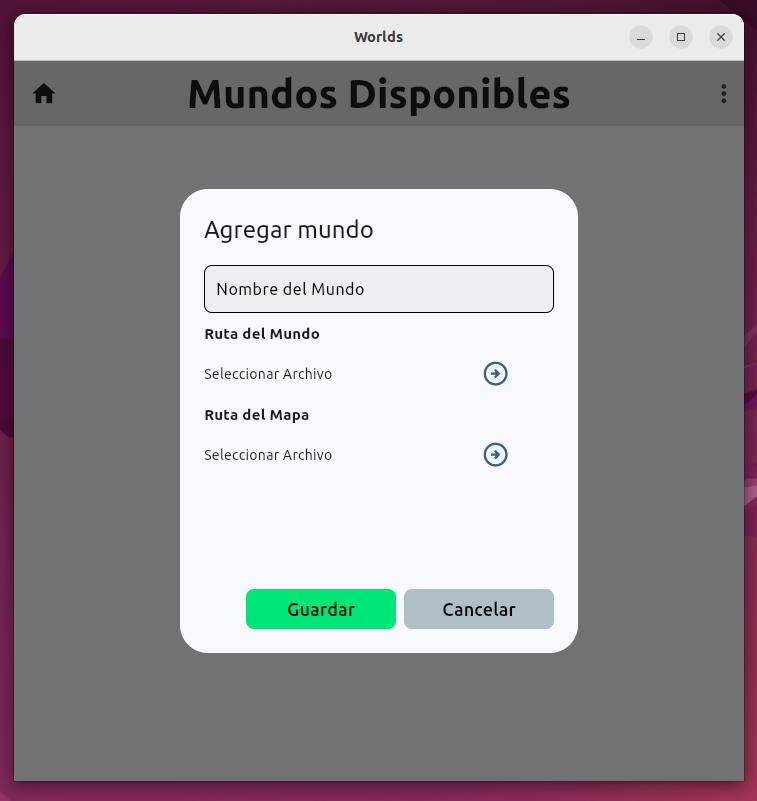 Worlds
Mundos Disponibles
Agregar mundo
Nombre del Mundo
Ruta del Mundo
Seleccionar Archivo
Ruta del Mapa
Seleccionar Archivo
Guardar Cancelar